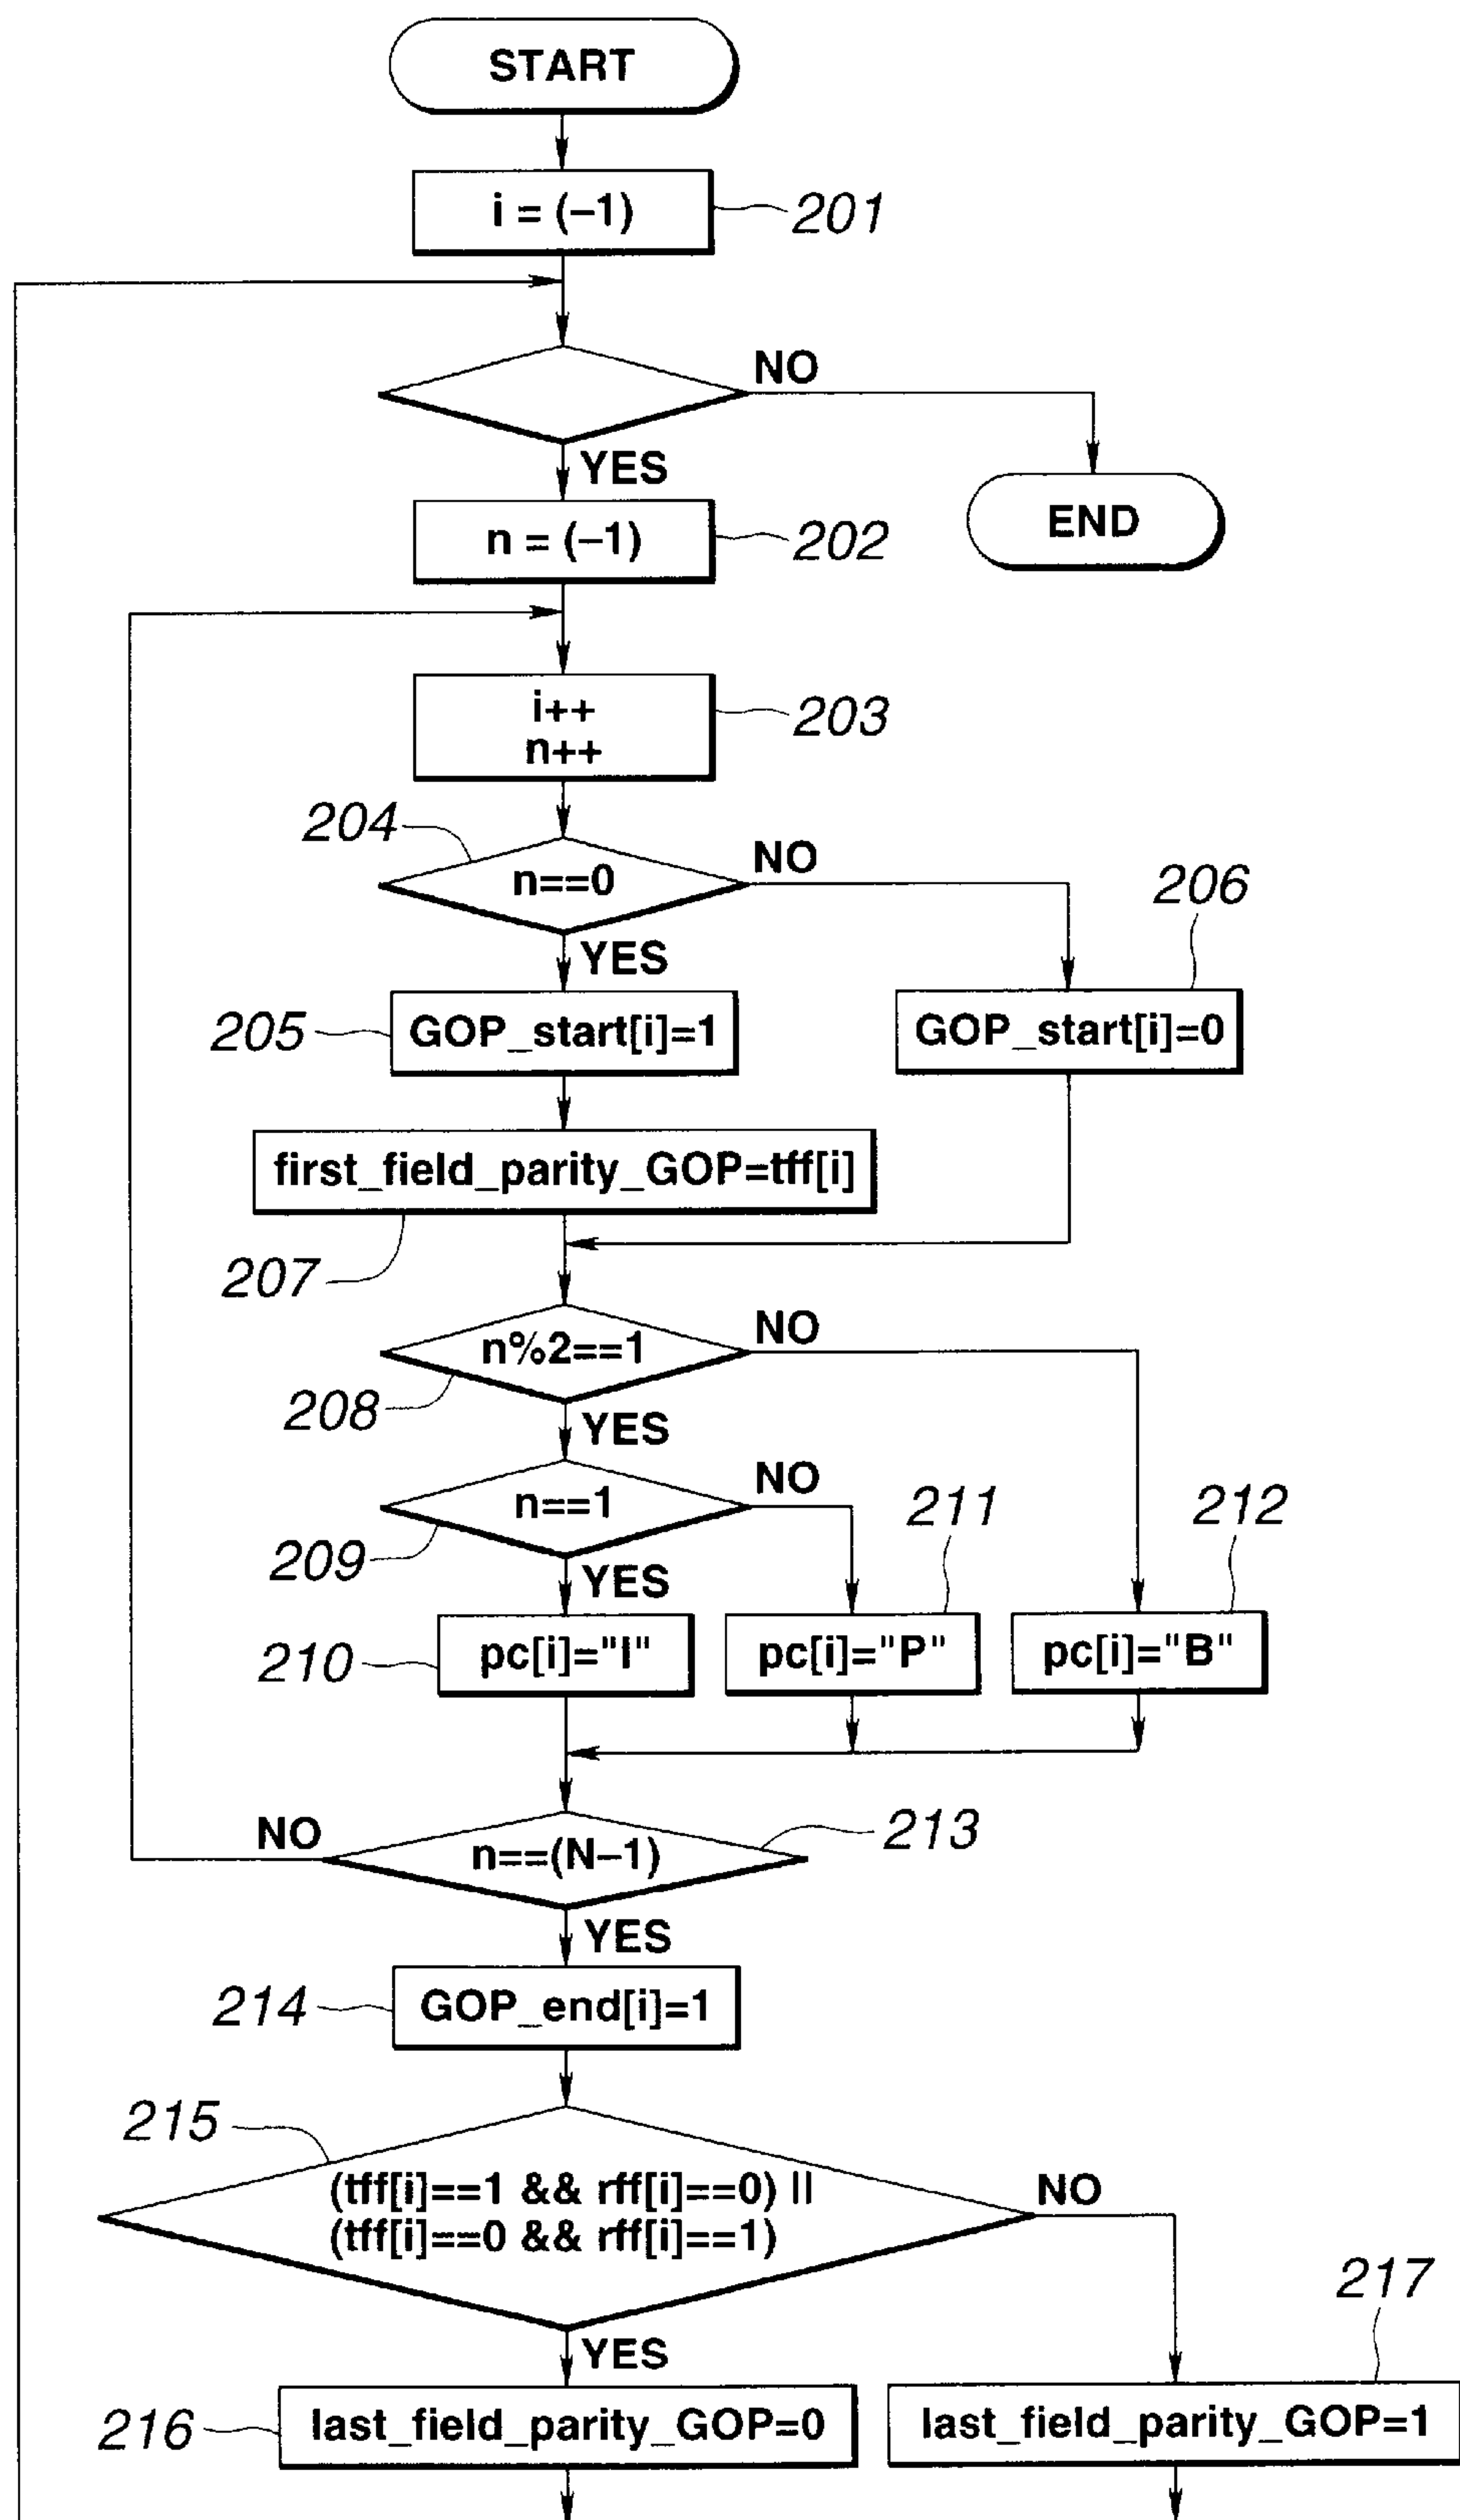 START
i = (–1)
201
NO
YES
n = (–1)
202
END
i++
n++
203
204
n==0
NO
206
YES
205
GOP_start[i]=1
GOP_start[i]=0
first_field_parity_GOP=tff[i]
207
n%2==1
NO
208
YES
n==1
NO
211
212
209
YES
210
pc[i]="I"
pc[i]="P"
pc[i]="B"
NO
n==(N–1)
213
YES
214
GOP_end[i]=1
215
(tff[i]==1 && rff[i]==0) ||
(tff[i]==0 && rff[i]==1)
NO
217
YES
216
last_field_parity_GOP=0
last_field_parity_GOP=1